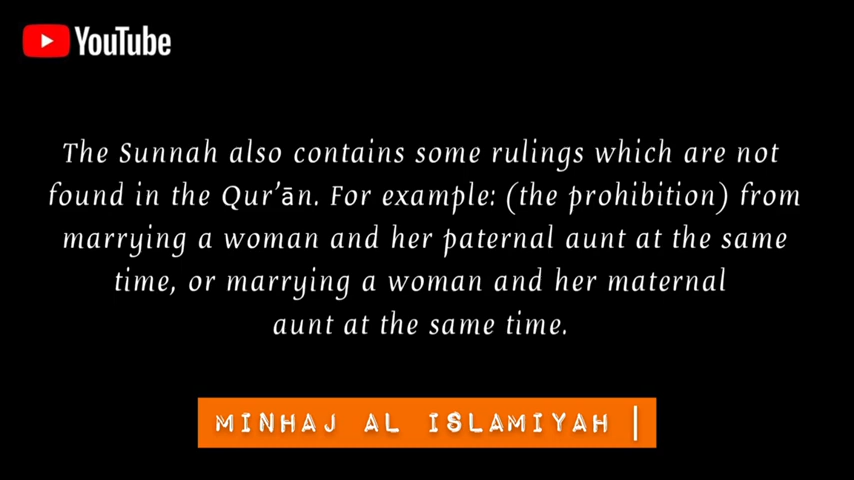 YouTube
The Sunnah also contains some rulings which are not
found in the Qur’ān. For example: (the prohibition) from
marrying a woman and her paternal aunt at the same
time, or marrying a woman and her maternal
aunt at the same time.
MINHAJ AL ISLAMIYAH |